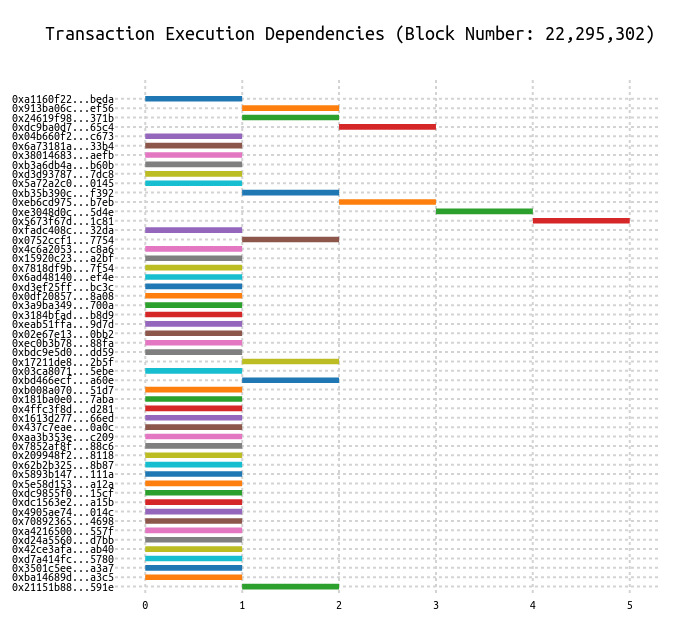 Transaction Execution Dependencies (Block Number: 22,295,302)
0xa1160f22...beda
0x913ba06c...ef56
0x24619f98...371b
0xdc9ba0d7...65c4
0x04b660f2...c673
0x6a73181a...33b4
0x38014683...aefb
0xb3a6db4a...b60b
0xd3d93787...7dc8
0x5a72a2c0...0145
0xb35b390c...f392
0xeb6cd975...b7eb
0xe3048d0c...5d4e
0x5673f67d...1c81
0xfadc408c...32da
0x0752ccf1...7754
0x4c6a2053...c8a6
0x15920c23...a2bf
0x7818df9b...7f54
0x6ad48140...ef4e
0xd3ef25ff...bc3c
0x0df20857...8a08
0x3a9ba349...700a
0x3184bfad...b8d9
0xeab51ffa...9d7d
0x02e67e13...0bb2
0xec0b3b78...88fa
0xbdc9e5d0...dd59
0x17211de8...2b5f
0x03ca8071...5ebe
0xbd466ecf...a60e
0xb008a070...51d7
0x181ba0e0...7aba
0x4ffc3f8d...d281
0x1613d277...66ed
0x437c7eae...0a0c
0xaa3b353e...c209
0x7852af8f...88c6
0x209948f2...8118
0x62b2b325...8b87
0x5893b147...111a
0x5e58d153...a12a
0xdc9855f0...15cf
0xdc1563e2...a15b
0x4905ae74...014c
0x70892365...4698
0xa4216500...557f
0xd24a5560...d7bb
0x42ce3afa...ab40
0xd7a414fc...5780
0x3501c5ee...a3a7
0xba14689d...a3c5
0x21151b88...591e
0 1 2 3 4 5